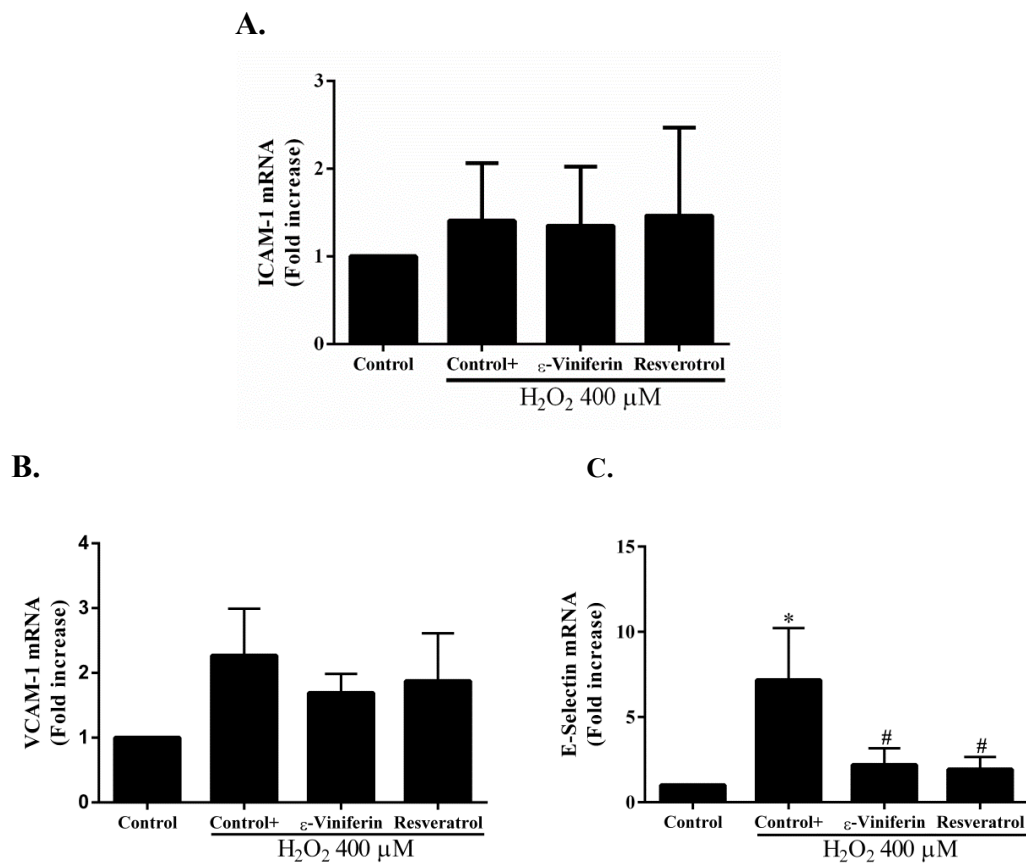 A.
ICAM-1 mRNA
(Fold increase)
3
2
1
0
Control Control+ ε-Viniferin Resverotrol
H₂O₂ 400 µM
B.
VCAM-1 mRNA
(Fold increase)
4
3
2
1
0
Control Control+ ε-Viniferin Resveratrol
H₂O₂ 400 µM
C.
E-Selectin mRNA
(Fold increase)
15
10
5
0
*
#
#
Control Control+ ε-Viniferin Resveratrol
H₂O₂ 400 µM